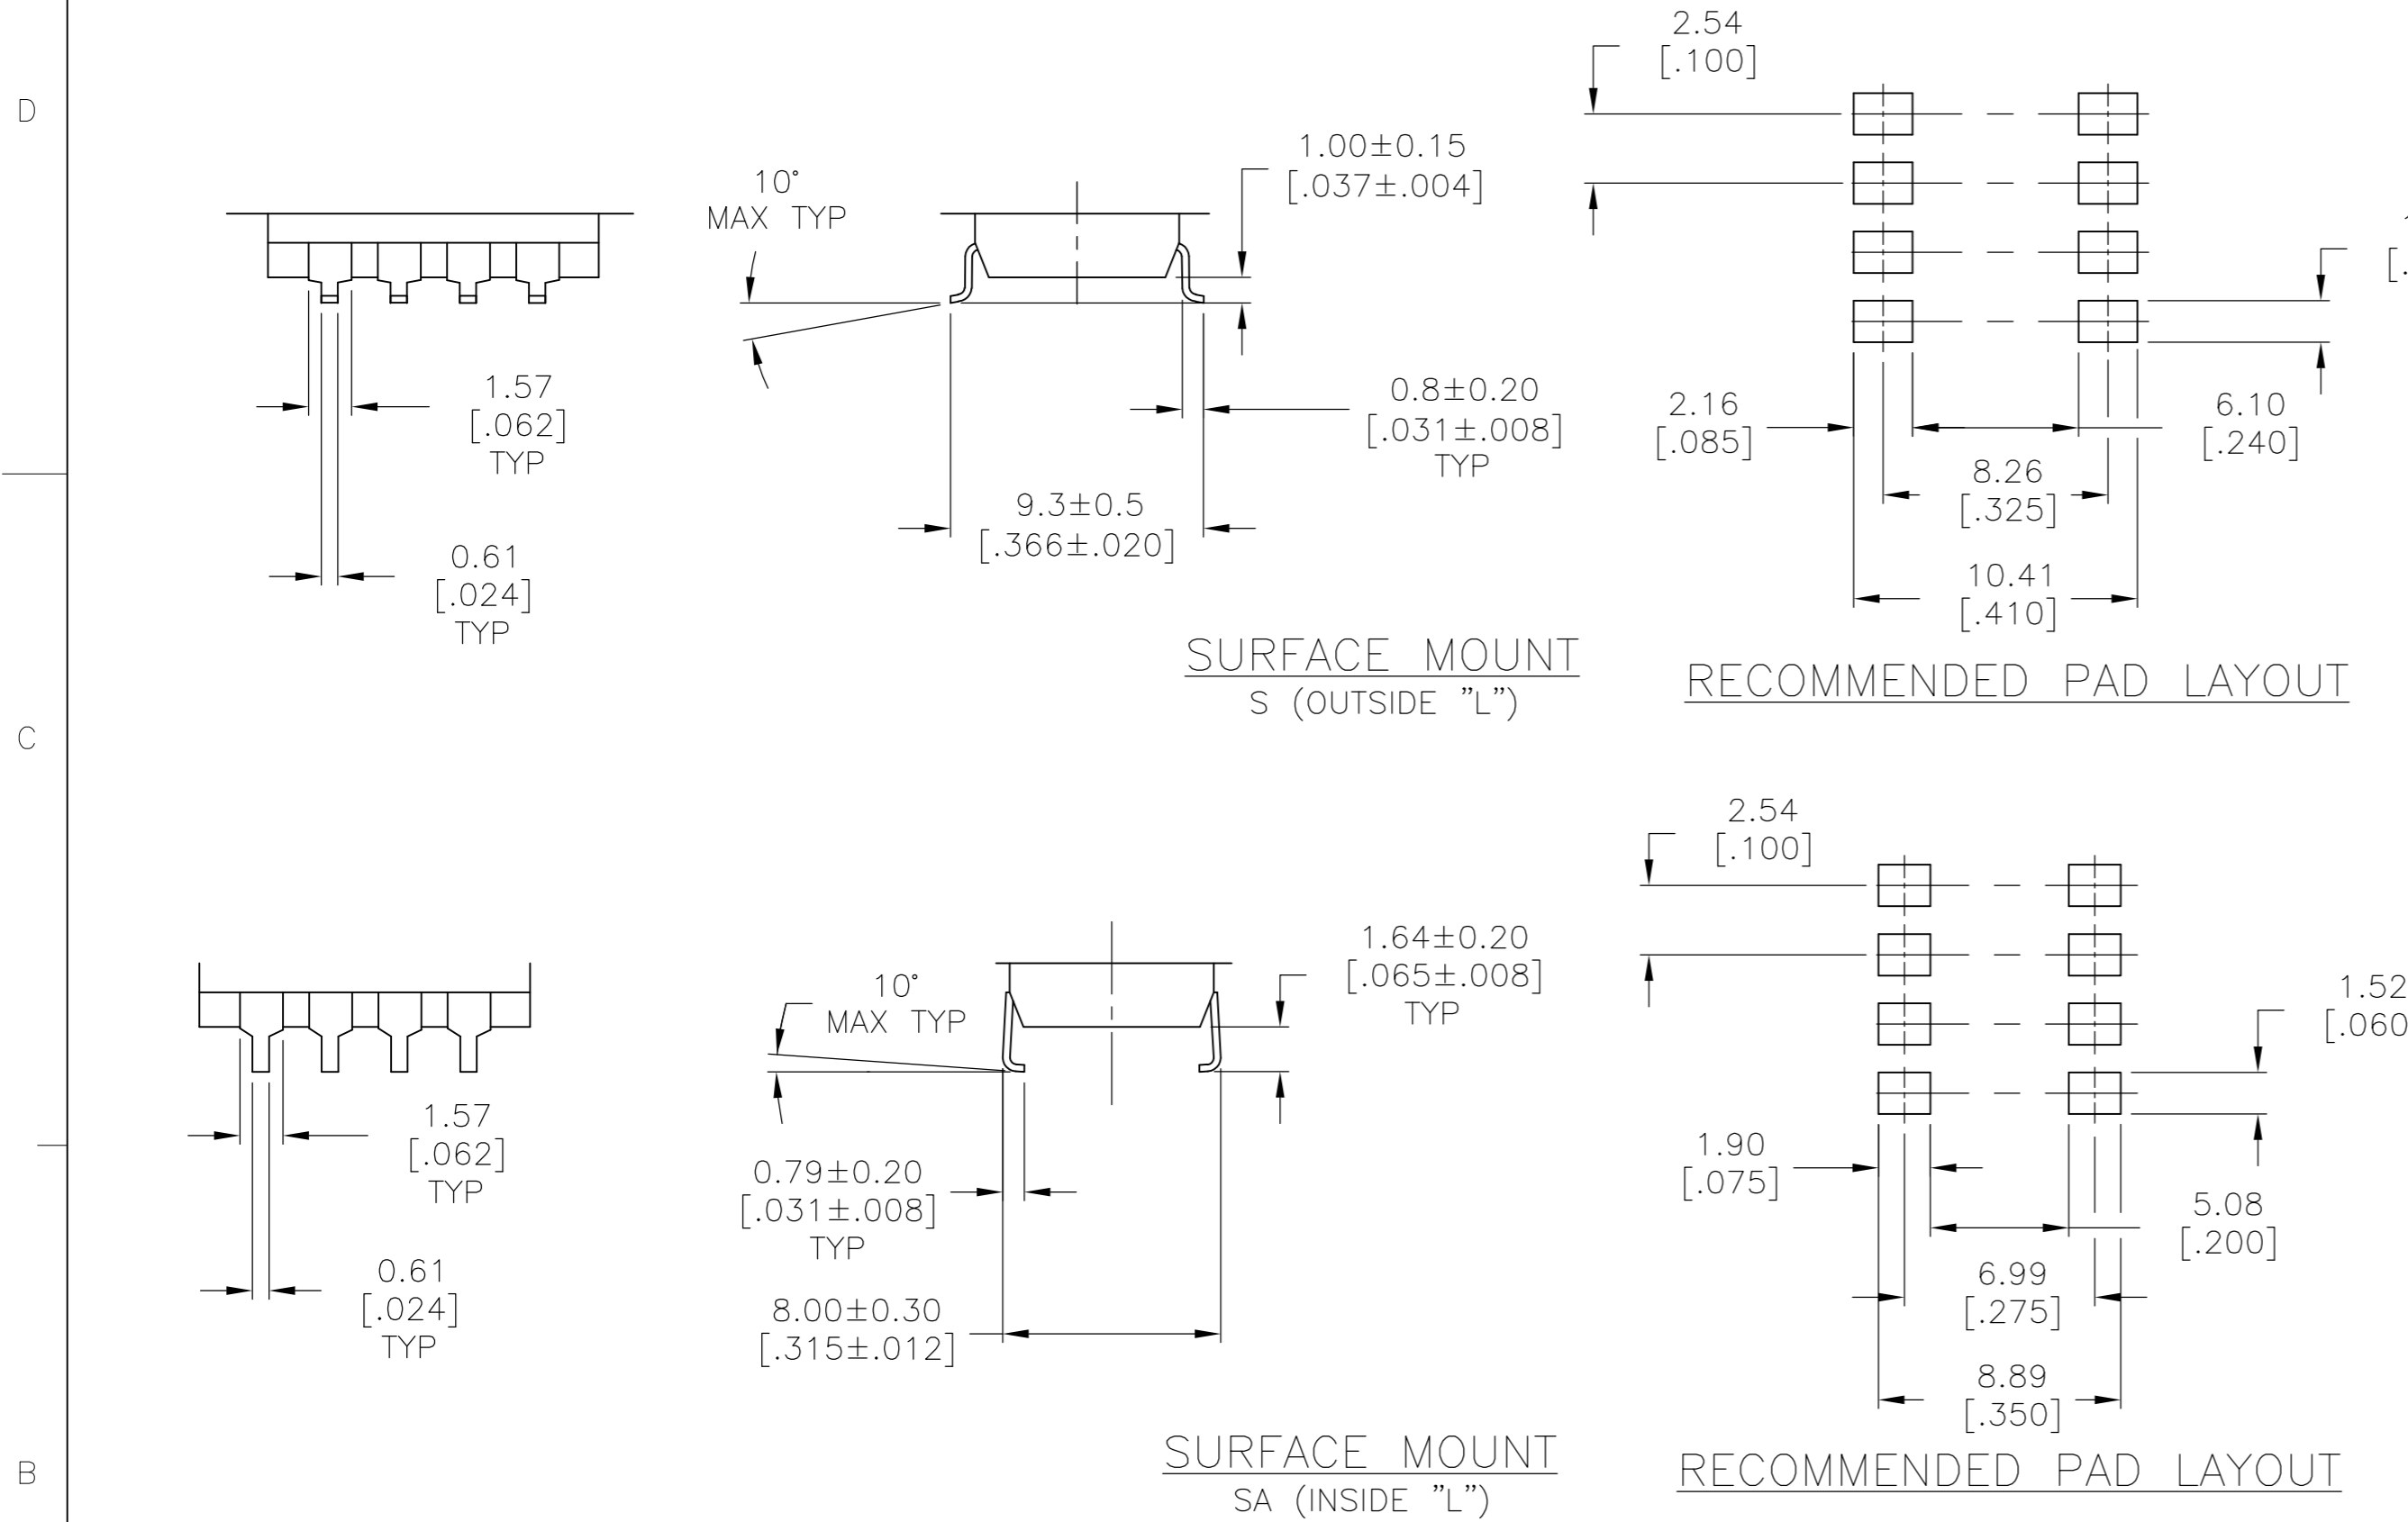 D
2.54
[.100]
1.00±0.15
[.037±.004]
10°
MAX TYP
1.57
[.062]
TYP
0.8±0.20
[.031±.008]
TYP
2.16
[.085]
6.10
[.240]
8.26
[.325]
9.3±0.5
[.366±.020]
0.61
[.024]
TYP
10.41
[.410]
SURFACE MOUNT
S (OUTSIDE "L")
RECOMMENDED PAD LAYOUT
C
2.54
[.100]
1.64±0.20
[.065±.008]
TYP
10°
MAX TYP
1.52
[.060
1.57
[.062]
TYP
0.79±0.20
[.031±.008]
TYP
1.90
[.075]
5.08
[.200]
0.61
[.024]
TYP
6.99
[.275]
8.00±0.30
[.315±.012]
8.89
[.350]
SURFACE MOUNT
SA (INSIDE "L")
RECOMMENDED PAD LAYOUT
B